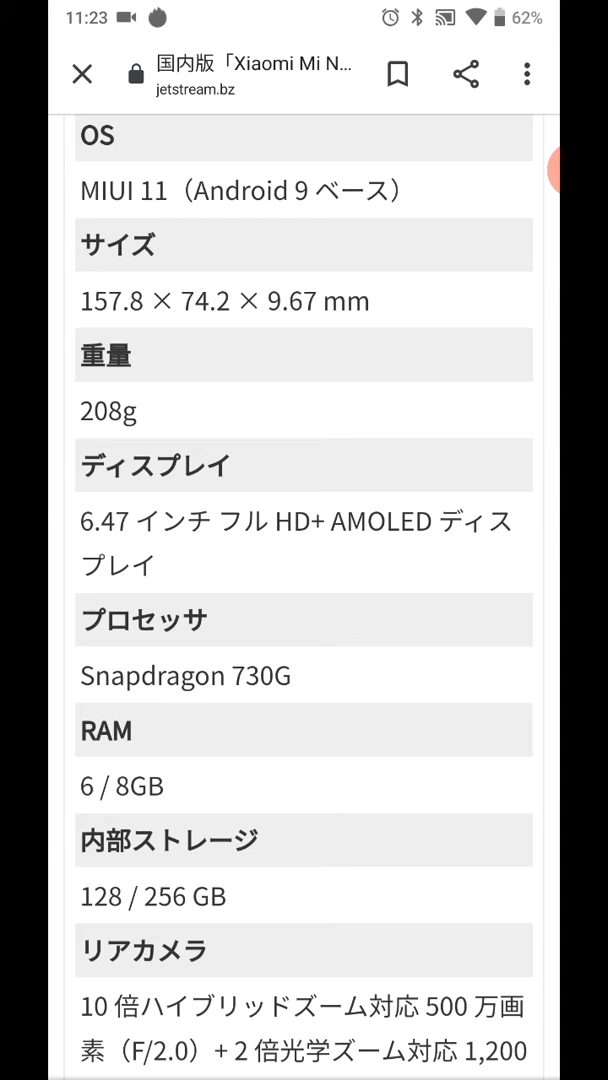 11:23
62%
国内版「Xiaomi Mi N...
jetstream.bz
OS
MIUI 11（Android 9 ベース）
サイズ
157.8 × 74.2 × 9.67 mm
重量
208g
ディスプレイ
6.47 インチ フル HD+ AMOLED ディス
プレイ
プロセッサ
Snapdragon 730G
RAM
6 / 8GB
内部ストレージ
128 / 256 GB
リアカメラ
10 倍ハイブリッドズーム対応 500 万画
素（F/2.0）+ 2 倍光学ズーム対応 1,200